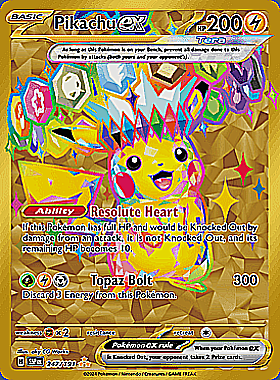 BASIC Pikachu ex HP 200
Tera
As long as this Pokémon is on your Bench, prevent all damage done to this
Pokémon by attacks (both yours and your opponent's).
Ability Resolute Heart
If this Pokémon has full HP and would be Knocked Out by
damage from an attack, it is not Knocked Out, and its
remaining HP becomes 10.
Topaz Bolt 300
Discard 3 Energy from this Pokémon.
weakness ×2 resistance retreat
Pokémon ex rule
When your Pokémon ex is
Knocked Out, your opponent takes 2 Prize cards.
247/191
©2024 Pokémon / Nintendo / Creatures / GAME FREAK